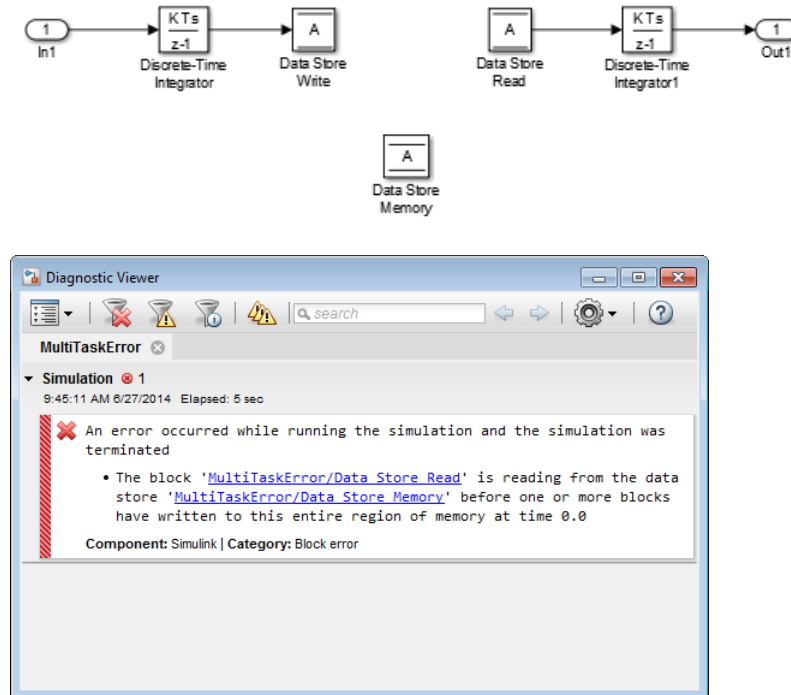 1
In1
KTs
z-1
Discrete-Time
Integrator
A
Data Store
Write
A
Data Store
Read
KTs
z-1
Discrete-Time
Integrator1
1
Out1
A
Data Store
Memory
Diagnostic Viewer
search
MultiTaskError
Simulation 1
9:45:11 AM 6/27/2014 Elapsed: 5 sec
An error occurred while running the simulation and the simulation was
terminated
• The block 'MultiTaskError/Data Store Read' is reading from the data
store 'MultiTaskError/Data Store Memory' before one or more blocks
have written to this entire region of memory at time 0.0
Component: Simulink | Category: Block error